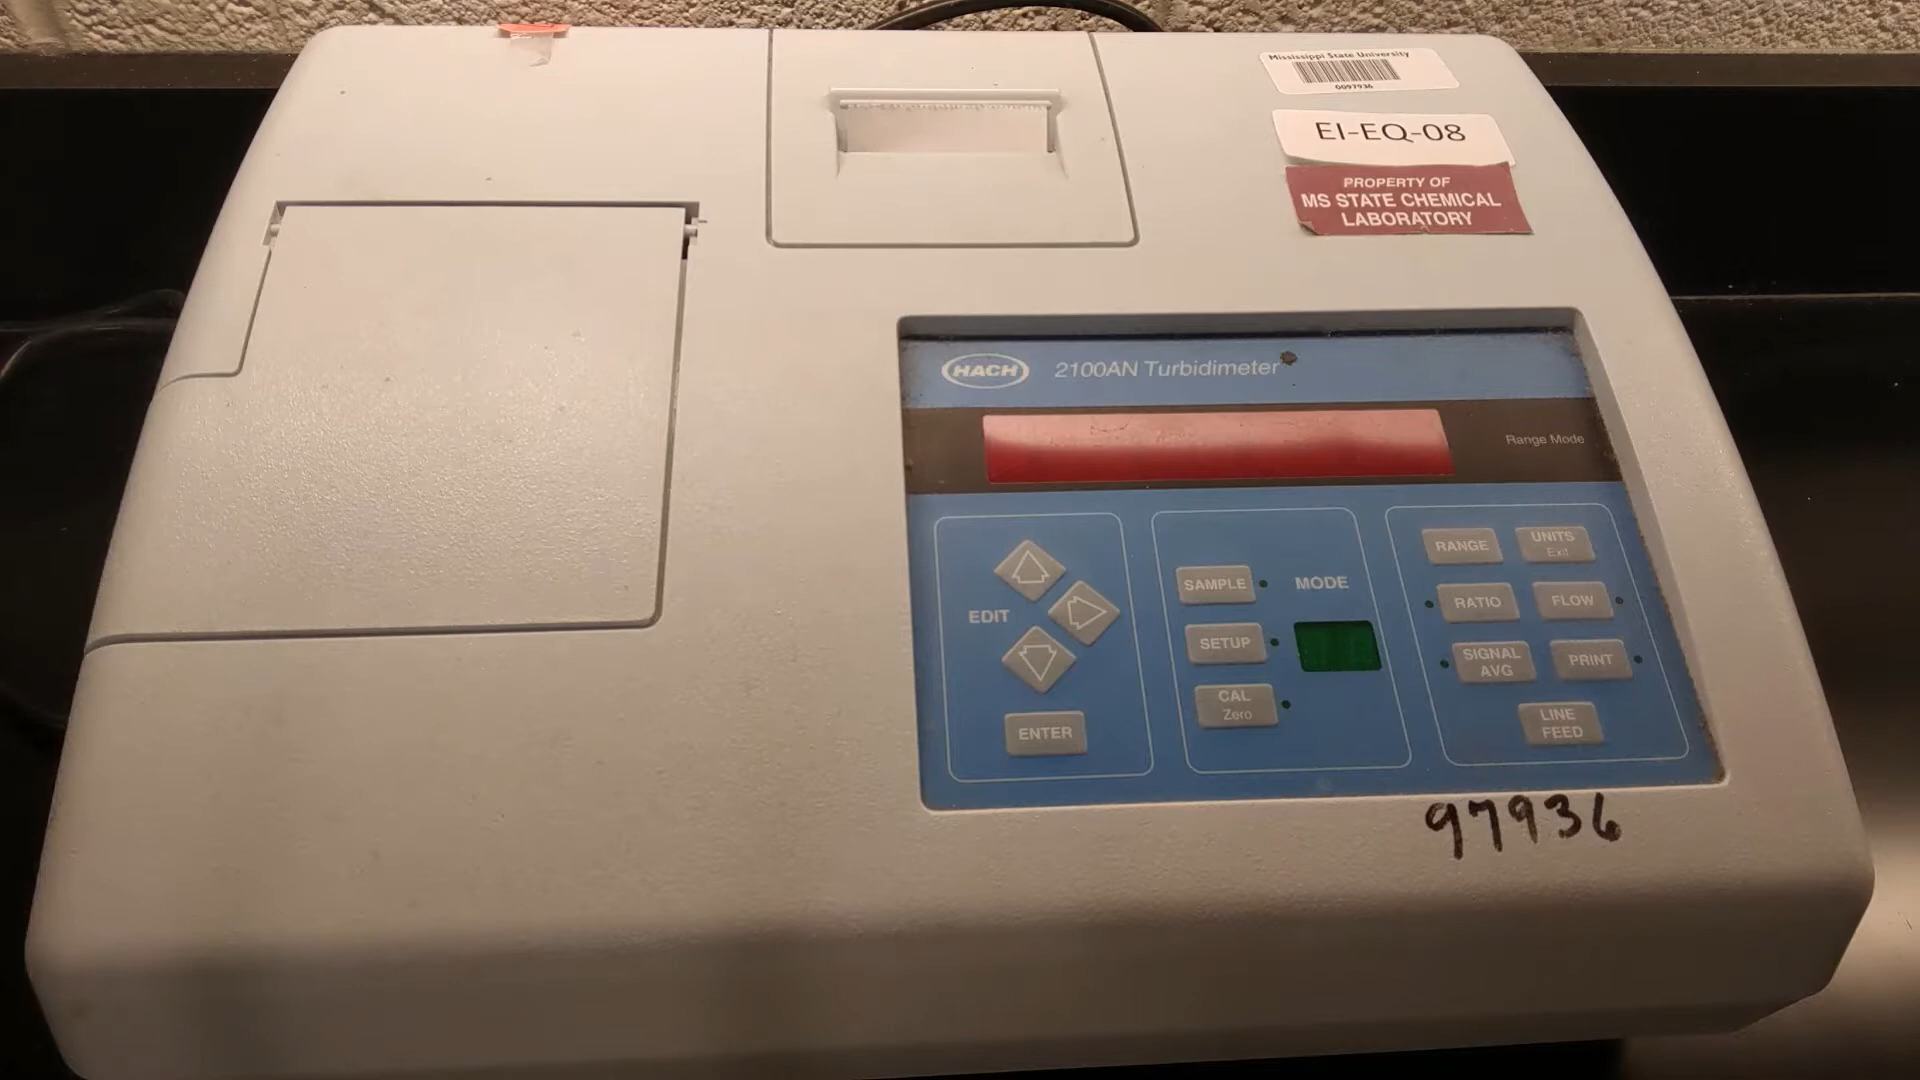 Mississippi State University
0097936
EI-EQ-08
PROPERTY OF
MS STATE CHEMICAL
LABORATORY
HACH
2100AN Turbidimeter
Range Mode
EDIT
ENTER
SAMPLE
MODE
SETUP
CAL
Zero
RANGE
UNITS
Exit
RATIO
FLOW
SIGNAL
AVG
PRINT
LINE
FEED
97936